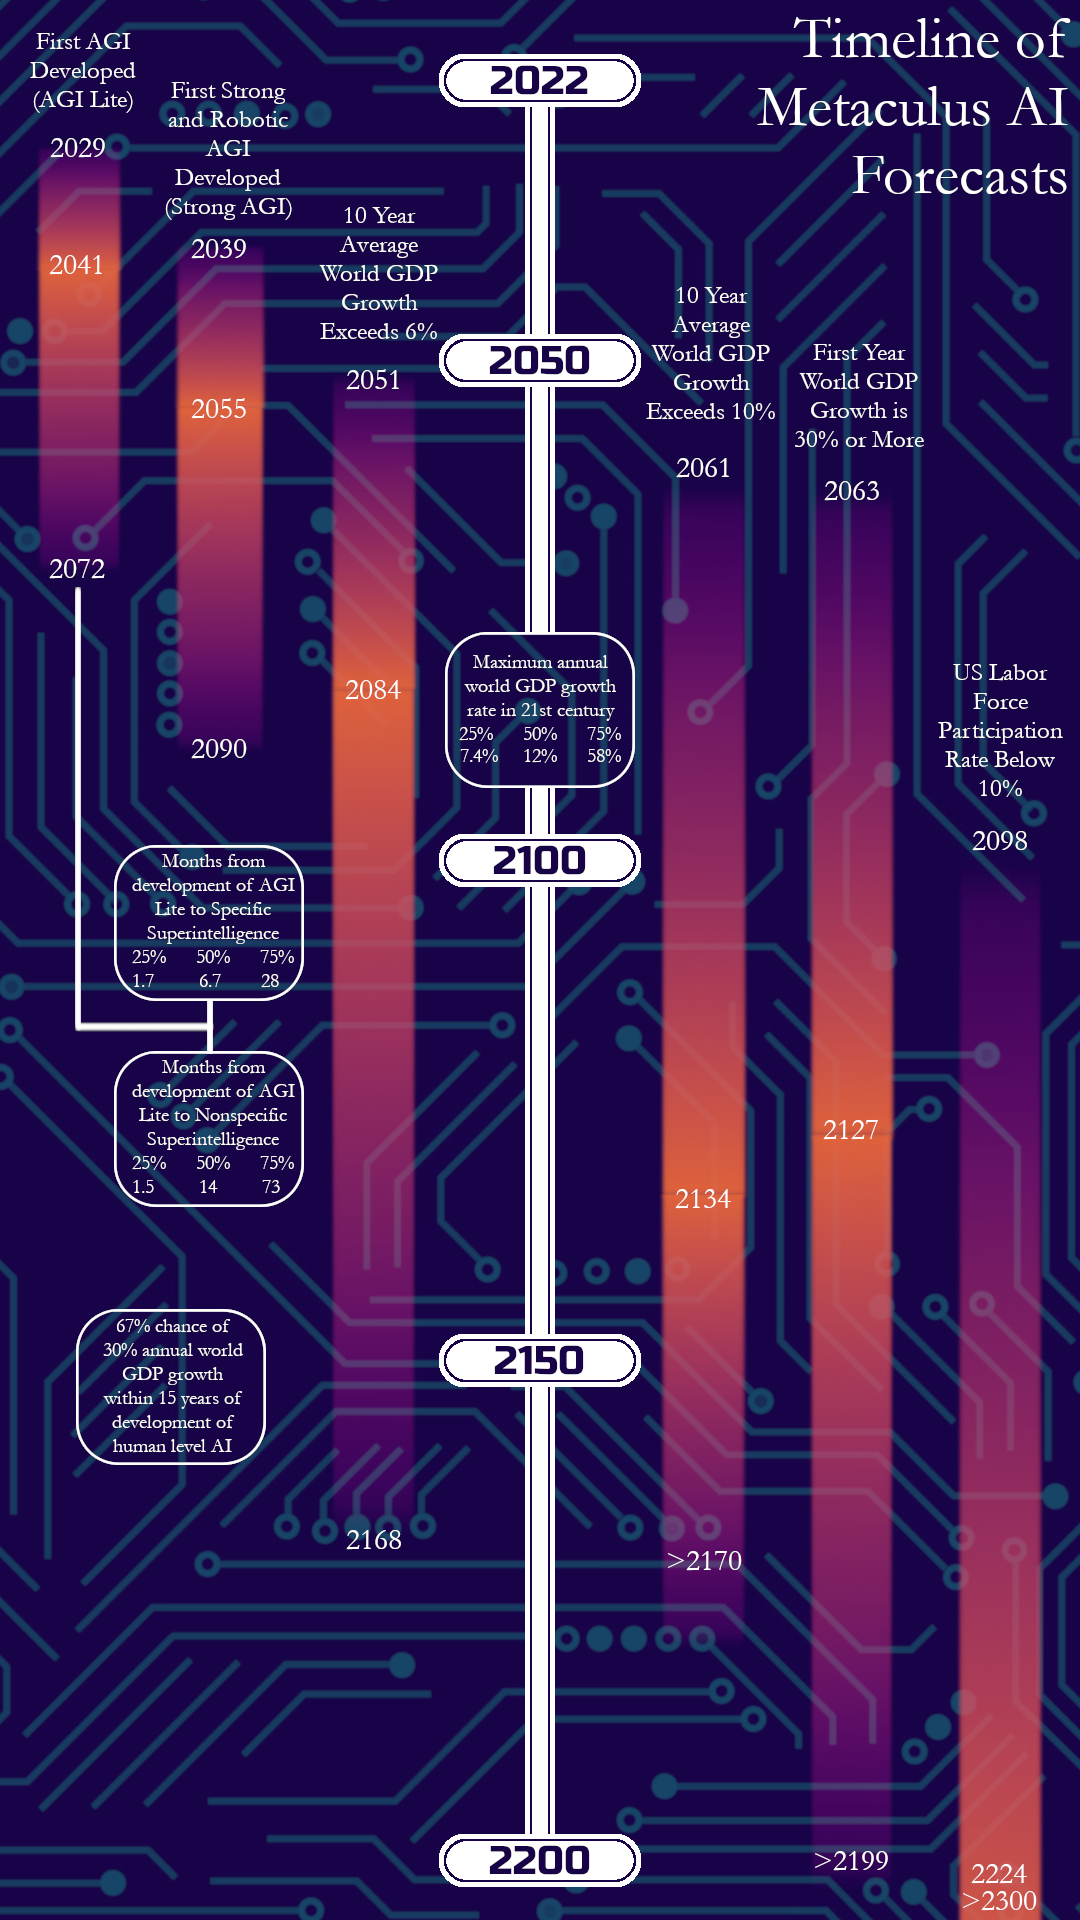 Timeline of
Metaculus AI
Forecasts
First AGI
Developed
(AGI Lite)
2029
2041
2072
First Strong
and Robotic
AGI
Developed
(Strong AGI)
2039
2055
2090
10 Year
Average
World GDP
Growth
Exceeds 6%
2051
2084
2168
2022
2050
Maximum annual
world GDP growth
rate in 21st century
25% 50% 75%
7.4% 12% 58%
2100
2150
2200
10 Year
Average
World GDP
Growth
Exceeds 10%
2061
2134
>2170
First Year
World GDP
Growth is
30% or More
2063
2127
>2199
US Labor
Force
Participation
Rate Below
10%
2098
2224
>2300
Months from
development of AGI
Lite to Specific
Superintelligence
25% 50% 75%
1.7 6.7 28
Months from
development of AGI
Lite to Nonspecific
Superintelligence
25% 50% 75%
1.5 14 73
67% chance of
30% annual world
GDP growth
within 15 years of
development of
human level AI